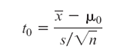 t₀ = (x̄ − μ₀) / (s/√n)